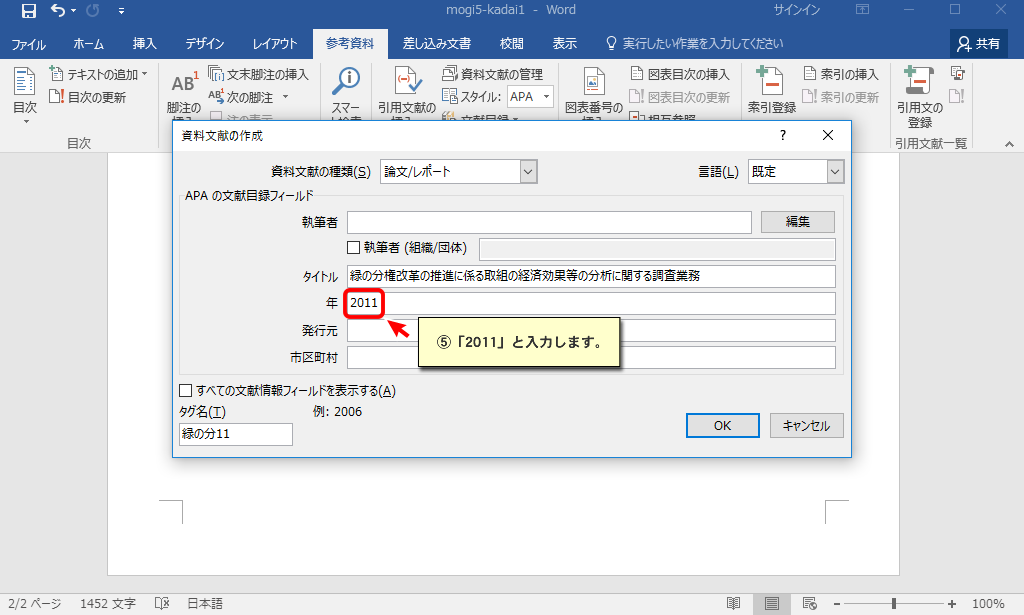 mogi5-kadai1 - Word
サインイン
ファイル ホーム 挿入 デザイン レイアウト 参考資料 差し込み文書 校閲 表示 実行したい作業を入力してください 共有
目次
テキストの追加
目次の更新
目次
AB1
脚注の
文末脚注の挿入
AB1 次の脚注
スマー
引用文献の
資料文献の管理
スタイル: APA
文献目録
図表番号の
図表目次の挿入
図表目次の更新
相互参照
索引登録
索引の挿入
索引の更新
引用文の
登録
引用文献一覧
資料文献の作成 ?
資料文献の種類(S) 論文/レポート
言語(L) 既定
APA の文献目録フィールド
執筆者
編集
執筆者 (組織/団体)
タイトル 緑の分権改革の推進に係る取組の経済効果等の分析に関する調査業務
年 2011
発行元
⑤「2011」と入力します。
市区町村
すべての文献情報フィールドを表示する(A)
タグ名(T) 例: 2006
緑の分11
OK キャンセル
2/2 ページ 1452 文字 日本語 100%